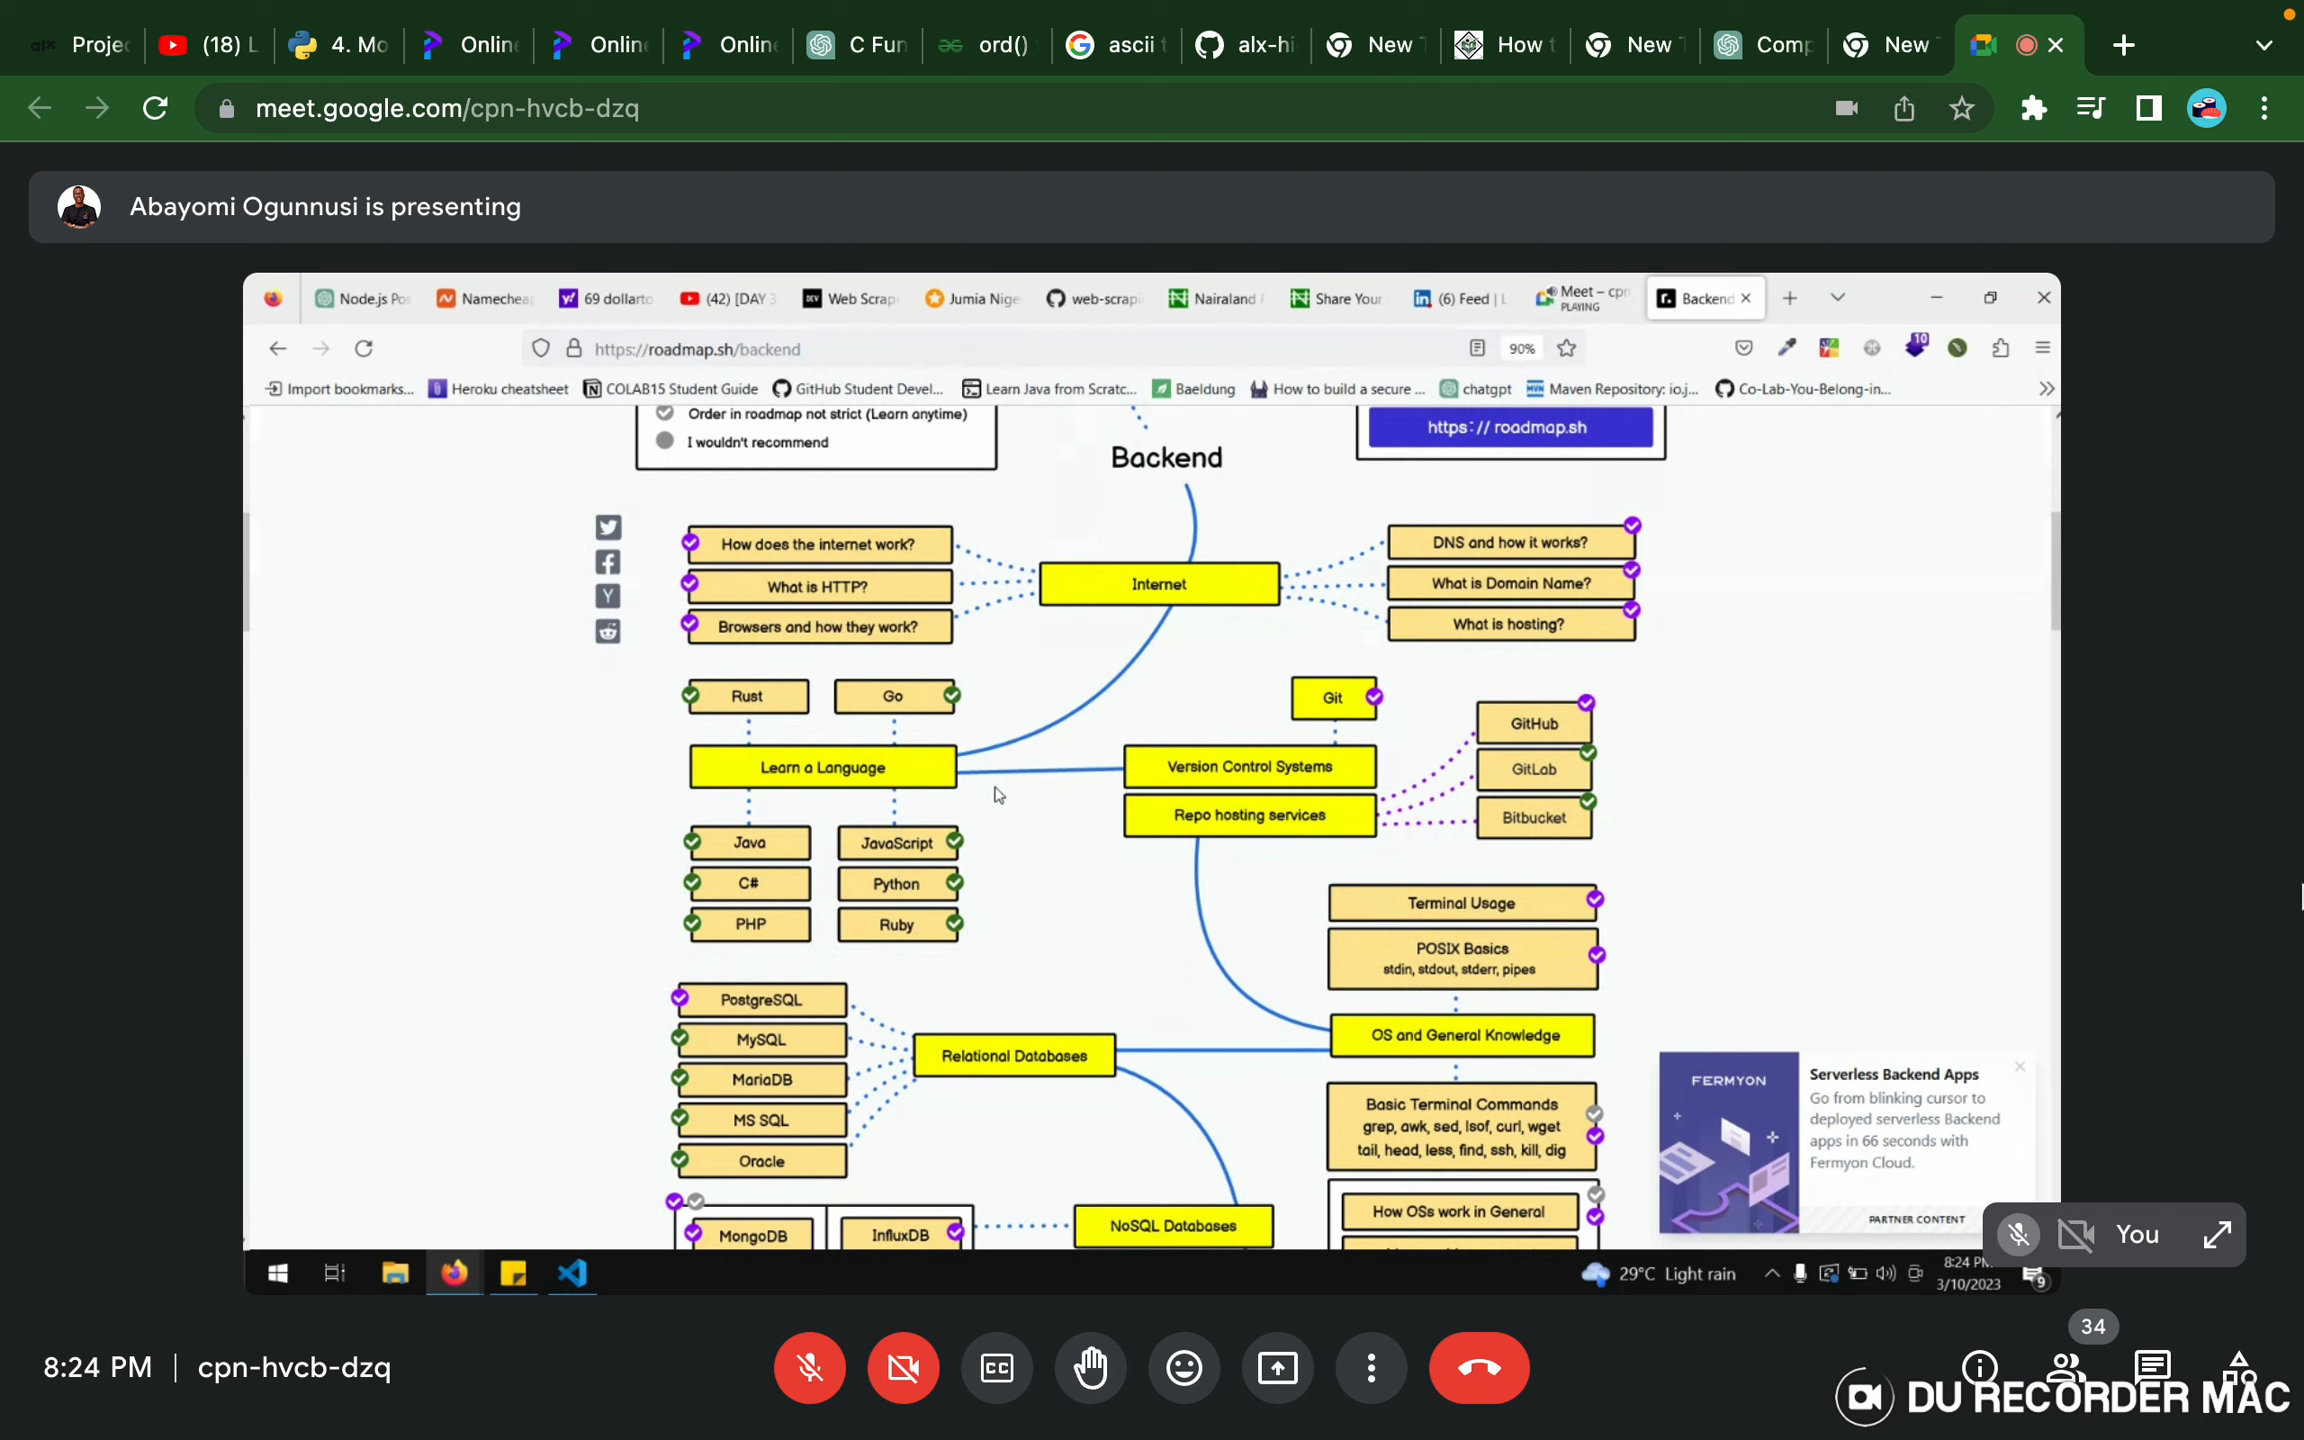 Projec
(18) L
4. Mo
Online
Online
Online
C Fun
ord()
ascii t
alx-hi
New T
How t
New T
Comp
New
meet.google.com/cpn-hvcb-dzq
Abayomi Ogunnusi is presenting
Node.js Pos
Namechea
69 dollarto
(42) [DAY 3
Web Scrap
Jumia Nige
web-scrapi
Nairaland F
Share Your
(6) Feed | L
Meet – cpn
PLAYING
Backend
https://roadmap.sh/backend
90%
10
Import bookmarks...
Heroku cheatsheet
COLAB15 Student Guide
GitHub Student Devel...
Learn Java from Scratc...
Baeldung
How to build a secure ...
chatgpt
Maven Repository: io.j...
Co-Lab-You-Belong-in...
Order in roadmap not strict (Learn anytime)
I wouldn't recommend
Backend
https:// roadmap.sh
How does the internet work?
What is HTTP?
Browsers and how they work?
Internet
DNS and how it works?
What is Domain Name?
What is hosting?
Rust
Go
Learn a Language
Java
JavaScript
C#
Python
PHP
Ruby
Git
Version Control Systems
Repo hosting services
GitHub
GitLab
Bitbucket
Terminal Usage
POSIX Basics
stdin, stdout, stderr, pipes
OS and General Knowledge
PostgreSQL
MySQL
MariaDB
MS SQL
Oracle
Relational Databases
Basic Terminal Commands
grep, awk, sed, lsof, curl, wget
tail, head, less, find, ssh, kill, dig
How OSs work in General
MongoDB
InfluxDB
NoSQL Databases
FERMYON
Serverless Backend Apps
Go from blinking cursor to
deployed serverless Backend
apps in 66 seconds with
Fermyon Cloud.
PARTNER CONTENT
You
29°C Light rain
8:24 PM
3/10/2023
9
8:24 PM
cpn-hvcb-dzq
34
DU RECORDER MAC